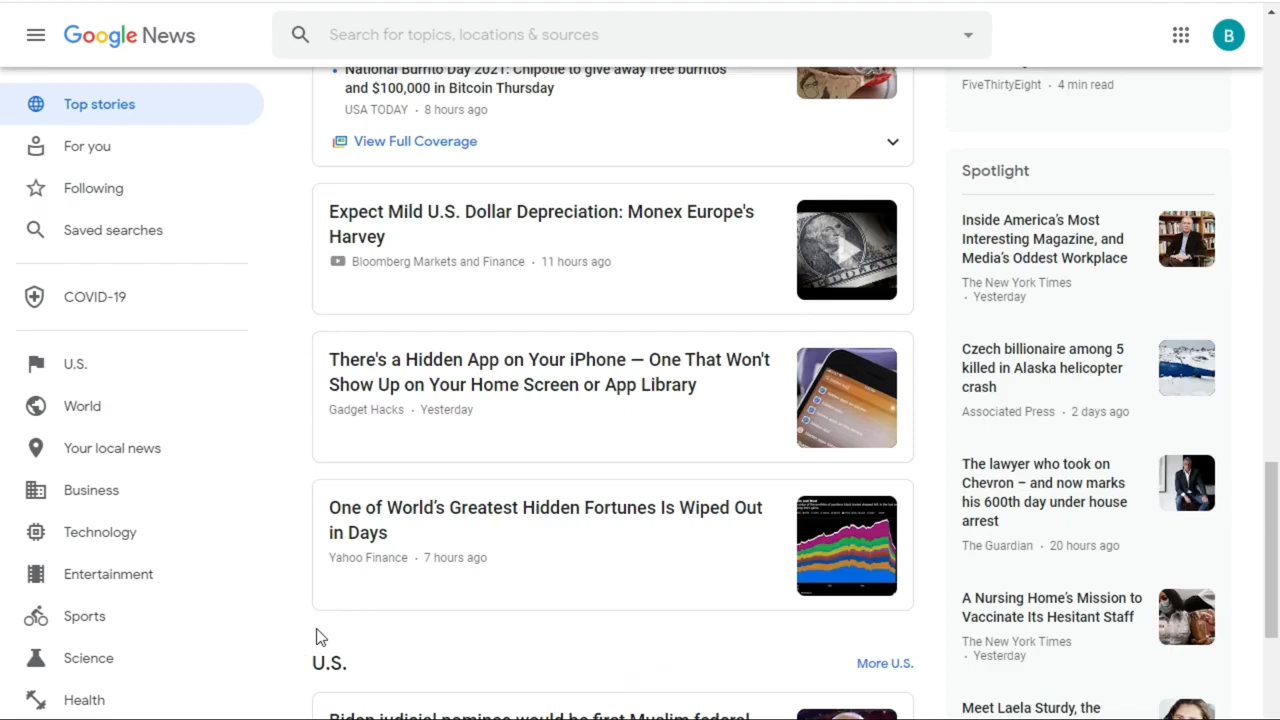 Google News
Search for topics, locations & sources
B
Top stories
For you
Following
Saved searches
COVID-19
U.S.
World
Your local news
Business
Technology
Entertainment
Sports
Science
Health
National Burrito Day 2021: Chipotle to give away free burritos
and $100,000 in Bitcoin Thursday
USA TODAY · 8 hours ago
View Full Coverage
Expect Mild U.S. Dollar Depreciation: Monex Europe's
Harvey
Bloomberg Markets and Finance · 11 hours ago
There's a Hidden App on Your iPhone — One That Won't
Show Up on Your Home Screen or App Library
Gadget Hacks · Yesterday
One of World's Greatest Hidden Fortunes Is Wiped Out
in Days
Yahoo Finance · 7 hours ago
U.S.
More U.S.
Biden judicial nominee would be first Muslim federal
FiveThirtyEight · 4 min read
Spotlight
Inside America's Most
Interesting Magazine, and
Media's Oddest Workplace
The New York Times
· Yesterday
Czech billionaire among 5
killed in Alaska helicopter
crash
Associated Press · 2 days ago
The lawyer who took on
Chevron – and now marks
his 600th day under house
arrest
The Guardian · 20 hours ago
A Nursing Home's Mission to
Vaccinate Its Hesitant Staff
The New York Times
· Yesterday
Meet Laela Sturdy, the